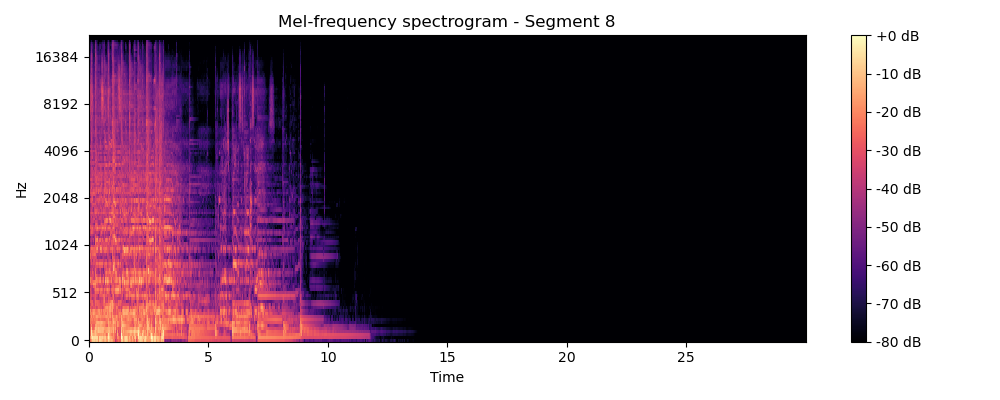 Mel-frequency spectrogram - Segment 8
Hz
16384
8192
4096
2048
1024
512
0
0 5 10 15 20 25
Time
+0 dB
-10 dB
-20 dB
-30 dB
-40 dB
-50 dB
-60 dB
-70 dB
-80 dB